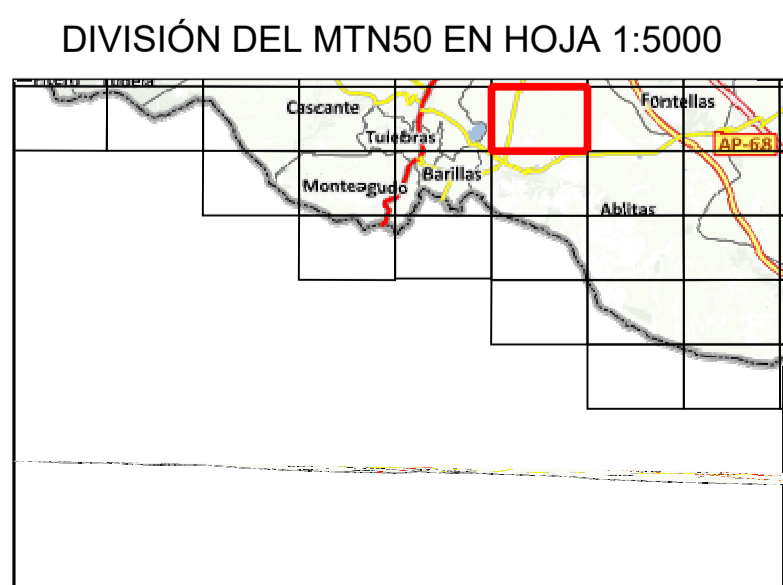 DIVISIÓN DEL MTN50 EN HOJA 1:5000
Cascante
Fontellas
Tulebras
AP-68
Barillas
Monteagudo
Ablitas